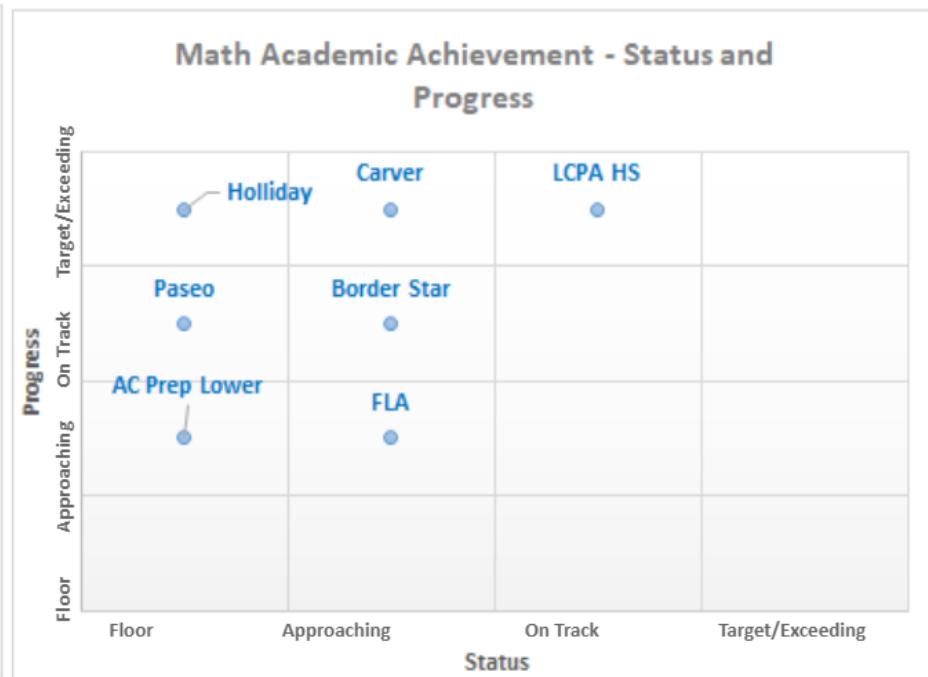 Math Academic Achievement - Status and
Progress
Target/Exceeding
On Track
Approaching
Floor
Progress
Holliday
Carver
LCPA HS
Paseo
Border Star
AC Prep Lower
FLA
Floor
Approaching
On Track
Target/Exceeding
Status